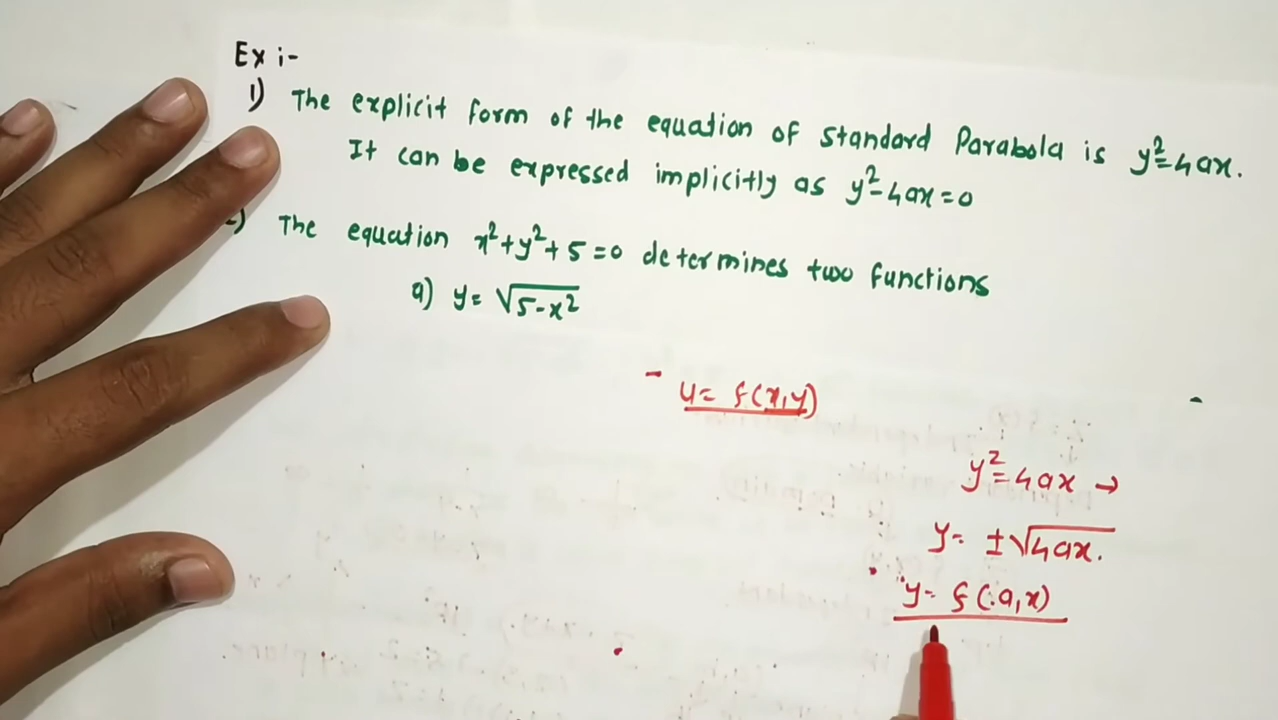 Ex :-
1) The explicit form of the equation of standard Parabola is y²=4ax.
It can be expressed implicitly as y²-4ax=0
2) The equation x²+y²+5=0 determines two functions
a) y= √5-x²
u= f(x,y)
y²=4ax →
y= ±√4ax.
y= f(a,x)